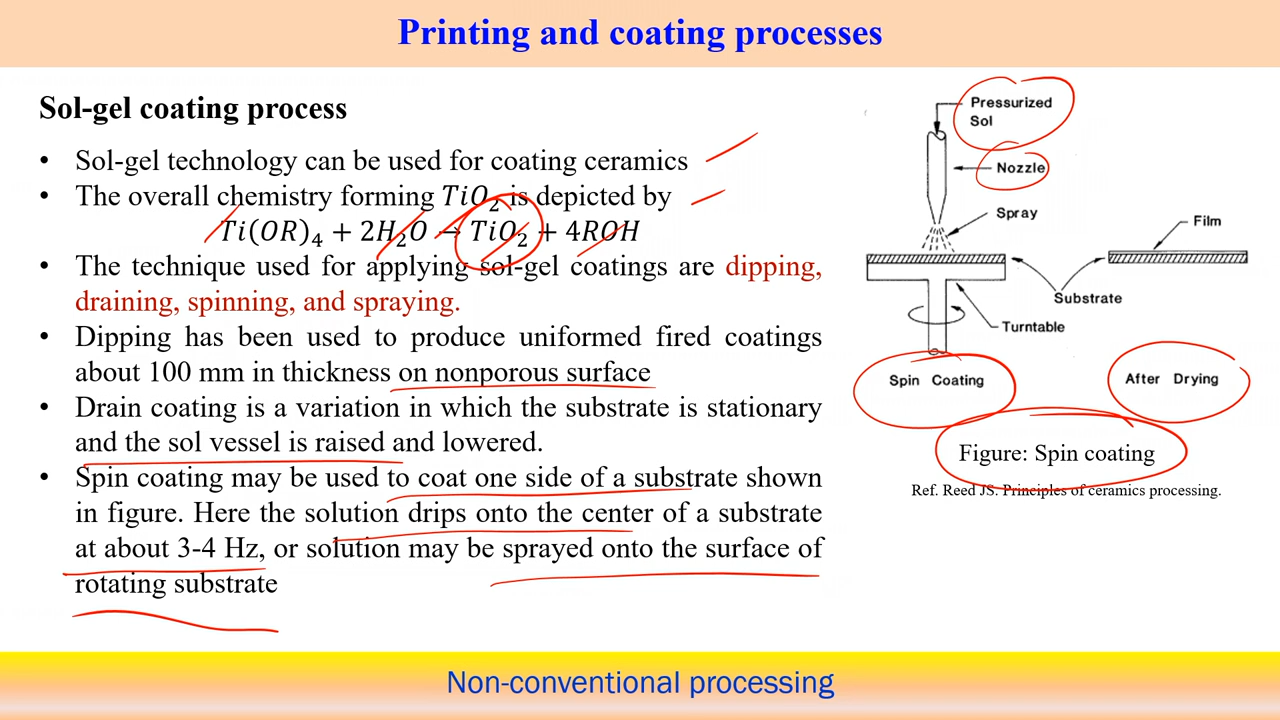 Printing and coating processes
Sol-gel coating process
• Sol-gel technology can be used for coating ceramics
• The overall chemistry forming TiO₂ is depicted by
Ti(OR)₄ + 2H₂O → TiO₂ + 4ROH
• The technique used for applying sol-gel coatings are dipping,
draining, spinning, and spraying.
• Dipping has been used to produce uniformed fired coatings
about 100 mm in thickness on nonporous surface
• Drain coating is a variation in which the substrate is stationary
and the sol vessel is raised and lowered.
• Spin coating may be used to coat one side of a substrate shown
in figure. Here the solution drips onto the center of a substrate
at about 3-4 Hz, or solution may be sprayed onto the surface of
rotating substrate
Pressurized
Sol
Nozzle
Spray
Film
Substrate
Turntable
Spin Coating
After Drying
Figure: Spin coating
Ref. Reed JS. Principles of ceramics processing.
Non-conventional processing